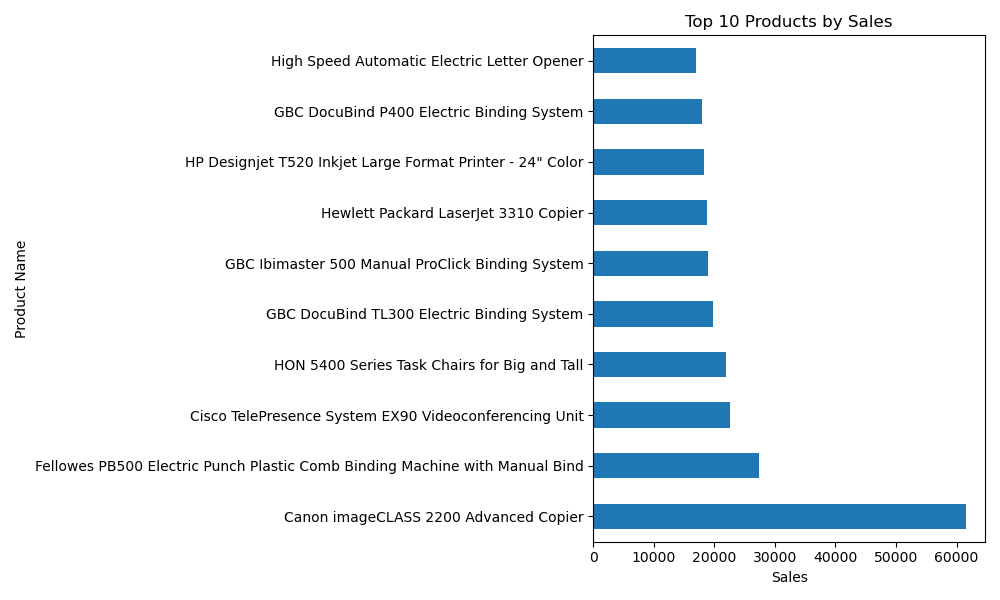 Top 10 Products by Sales
High Speed Automatic Electric Letter Opener
GBC DocuBind P400 Electric Binding System
HP Designjet T520 Inkjet Large Format Printer - 24" Color
Hewlett Packard LaserJet 3310 Copier
GBC Ibimaster 500 Manual ProClick Binding System
GBC DocuBind TL300 Electric Binding System
HON 5400 Series Task Chairs for Big and Tall
Cisco TelePresence System EX90 Videoconferencing Unit
Fellowes PB500 Electric Punch Plastic Comb Binding Machine with Manual Bind
Canon imageCLASS 2200 Advanced Copier
Product Name
0 10000 20000 30000 40000 50000 60000
Sales